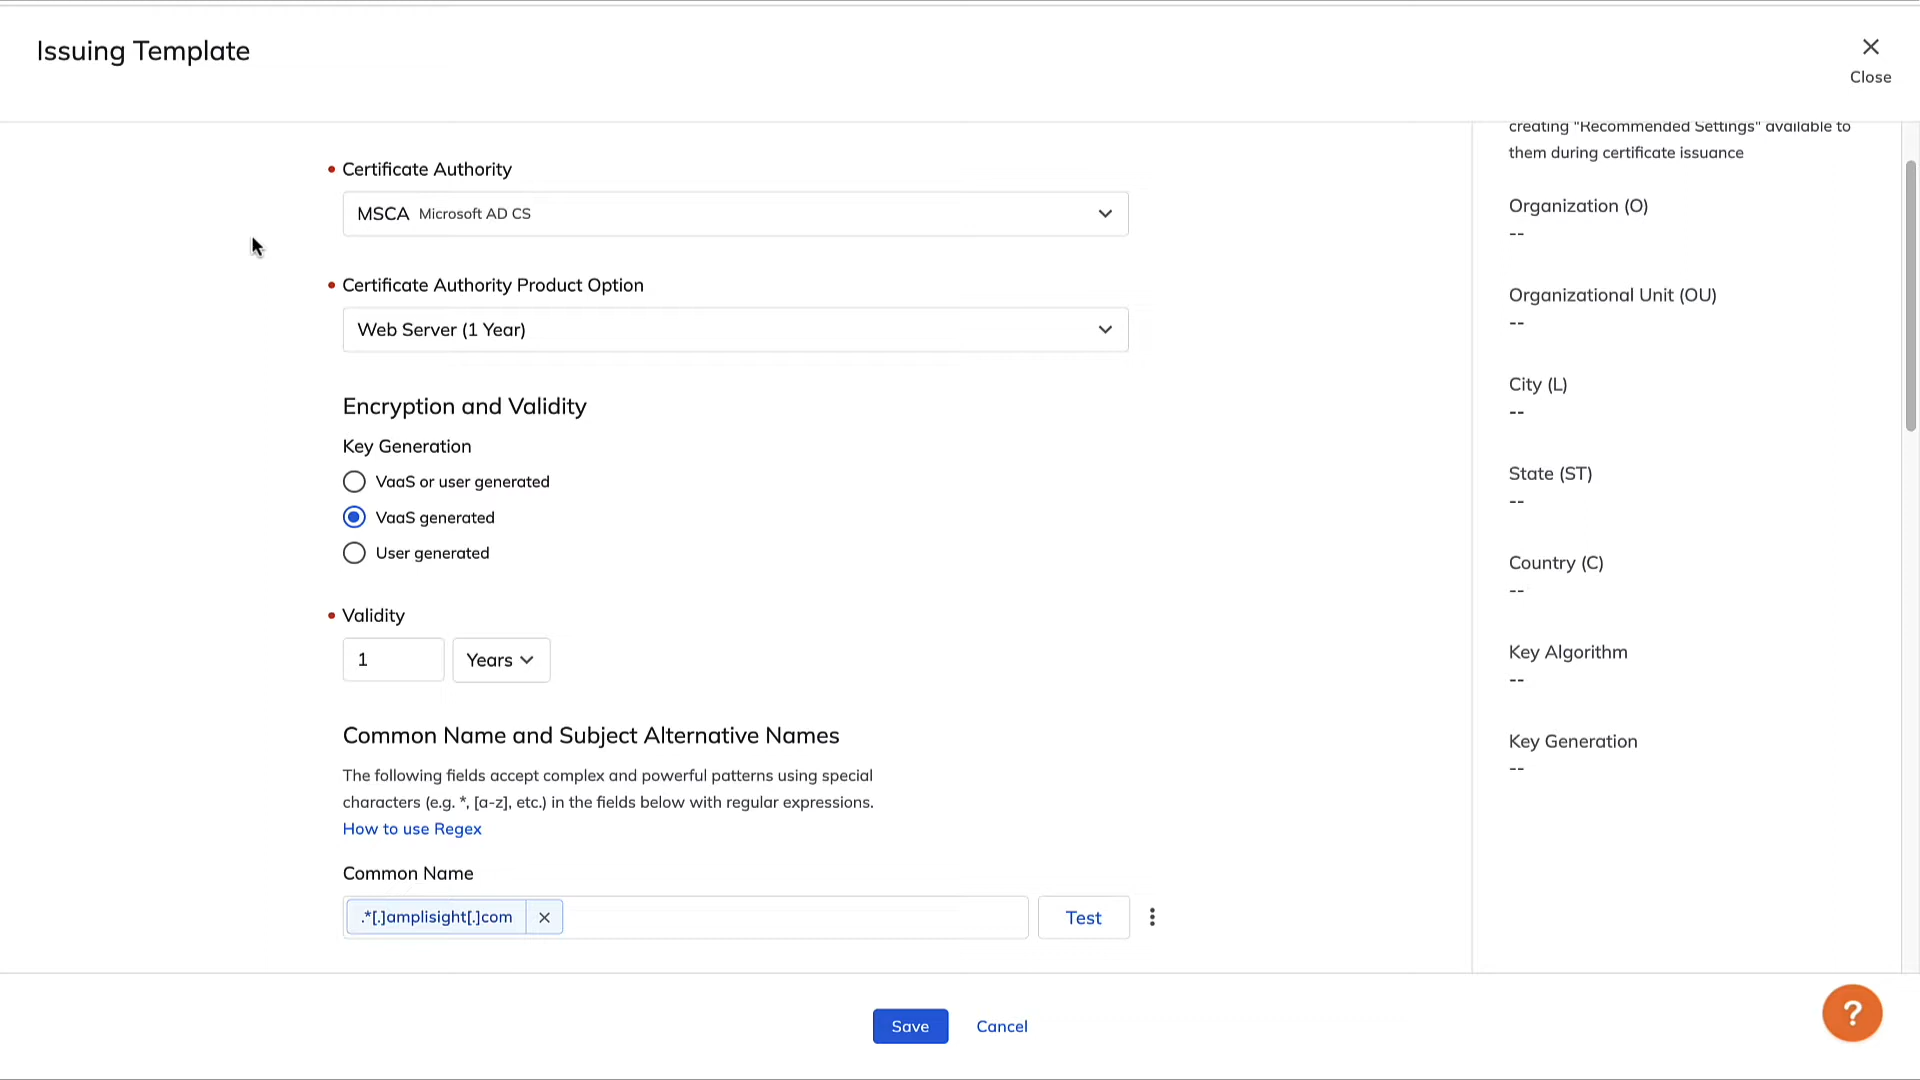 Issuing Template
Close
creating "Recommended Settings" available to
them during certificate issuance
Certificate Authority
MSCA Microsoft AD CS
Certificate Authority Product Option
Web Server (1 Year)
Encryption and Validity
Key Generation
VaaS or user generated
VaaS generated
User generated
Validity
1 Years
Common Name and Subject Alternative Names
The following fields accept complex and powerful patterns using special
characters (e.g. *, [a-z], etc.) in the fields below with regular expressions.
How to use Regex
Common Name
.*[.]amplisight[.]com
Test
Organization (O)
--
Organizational Unit (OU)
--
City (L)
--
State (ST)
--
Country (C)
--
Key Algorithm
--
Key Generation
--
Save
Cancel
?